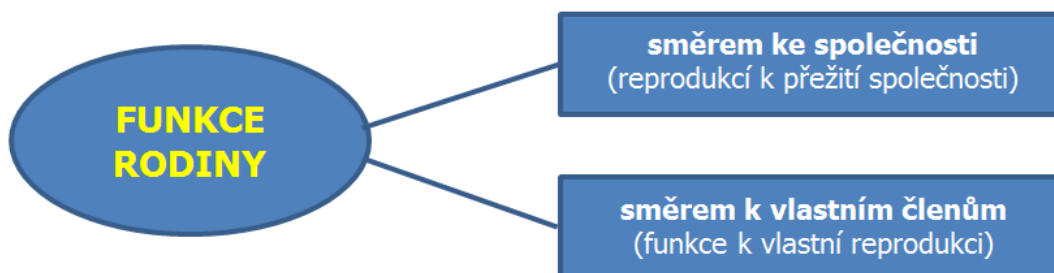 FUNKCE
RODINY
směrem ke společnosti
(reprodukcí k přežití společnosti)
směrem k vlastním členům
(funkce k vlastní reprodukci)